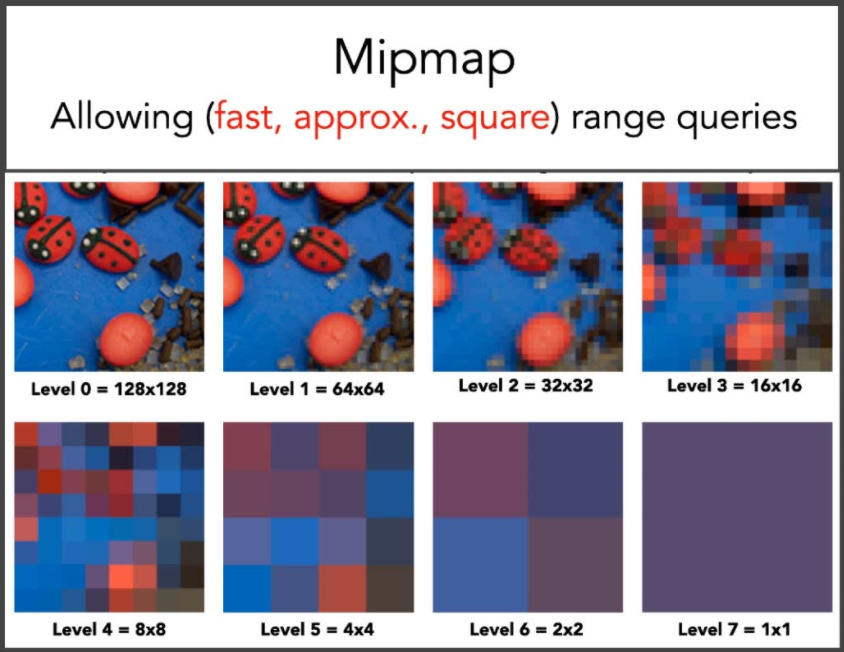 Mipmap
Allowing (fast, approx., square) range queries
Level 0 = 128x128
Level 1 = 64x64
Level 2 = 32x32
Level 3 = 16x16
Level 4 = 8x8
Level 5 = 4x4
Level 6 = 2x2
Level 7 = 1x1